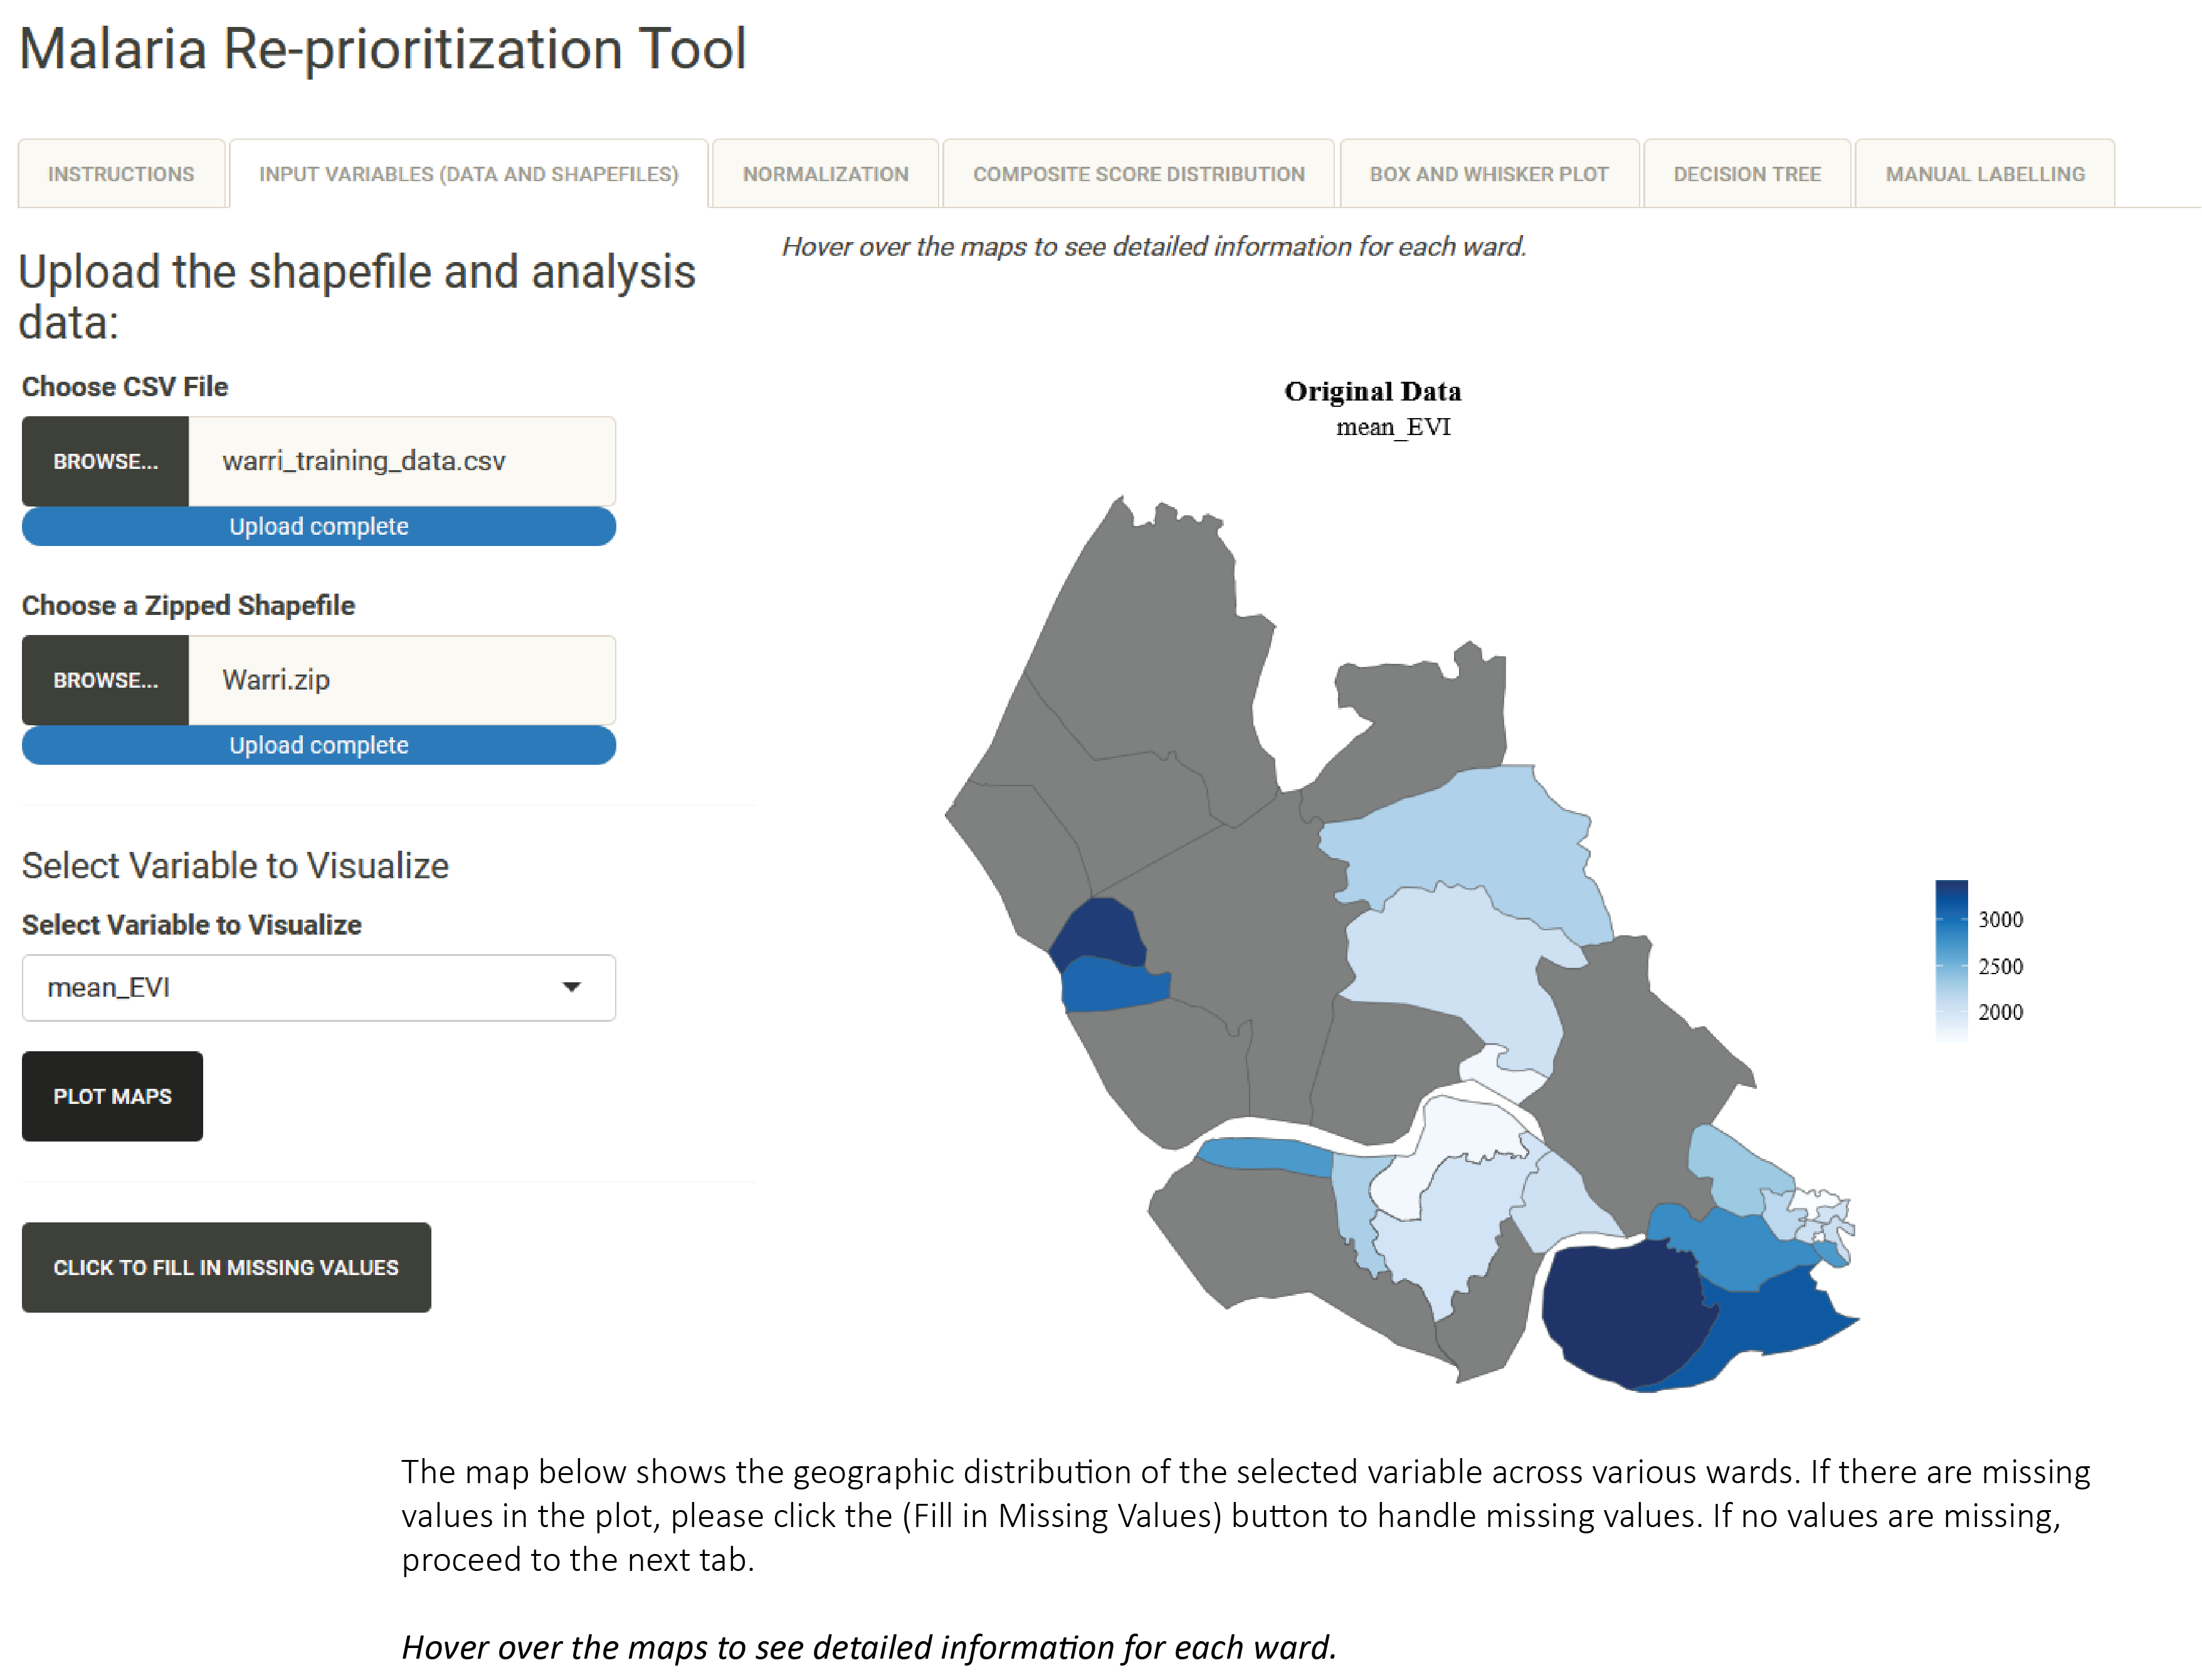 Malaria Re-prioritization Tool
INSTRUCTIONS
INPUT VARIABLES (DATA AND SHAPEFILES)
NORMALIZATION
COMPOSITE SCORE DISTRIBUTION
BOX AND WHISKER PLOT
DECISION TREE
MANUAL LABELLING
Upload the shapefile and analysis
data:
Choose CSV File
BROWSE...
warri_training_data.csv
Upload complete
Choose a Zipped Shapefile
BROWSE...
Warri.zip
Upload complete
Select Variable to Visualize
Select Variable to Visualize
mean_EVI
PLOT MAPS
CLICK TO FILL IN MISSING VALUES
Hover over the maps to see detailed information for each ward.
Original Data
mean_EVI
3000
2500
2000
The map below shows the geographic distribution of the selected variable across various wards. If there are missing
values in the plot, please click the (Fill in Missing Values) button to handle missing values. If no values are missing,
proceed to the next tab.
Hover over the maps to see detailed information for each ward.